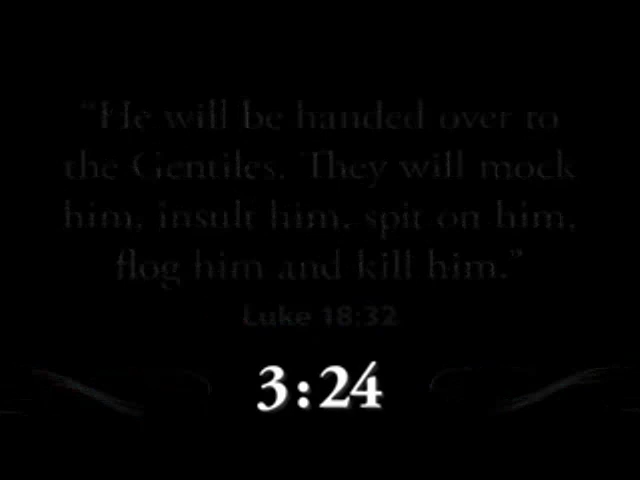 “He will be handed over to
the Gentiles. They will mock
him, insult him, spit on him,
flog him and kill him.”
Luke 18:32
3:24